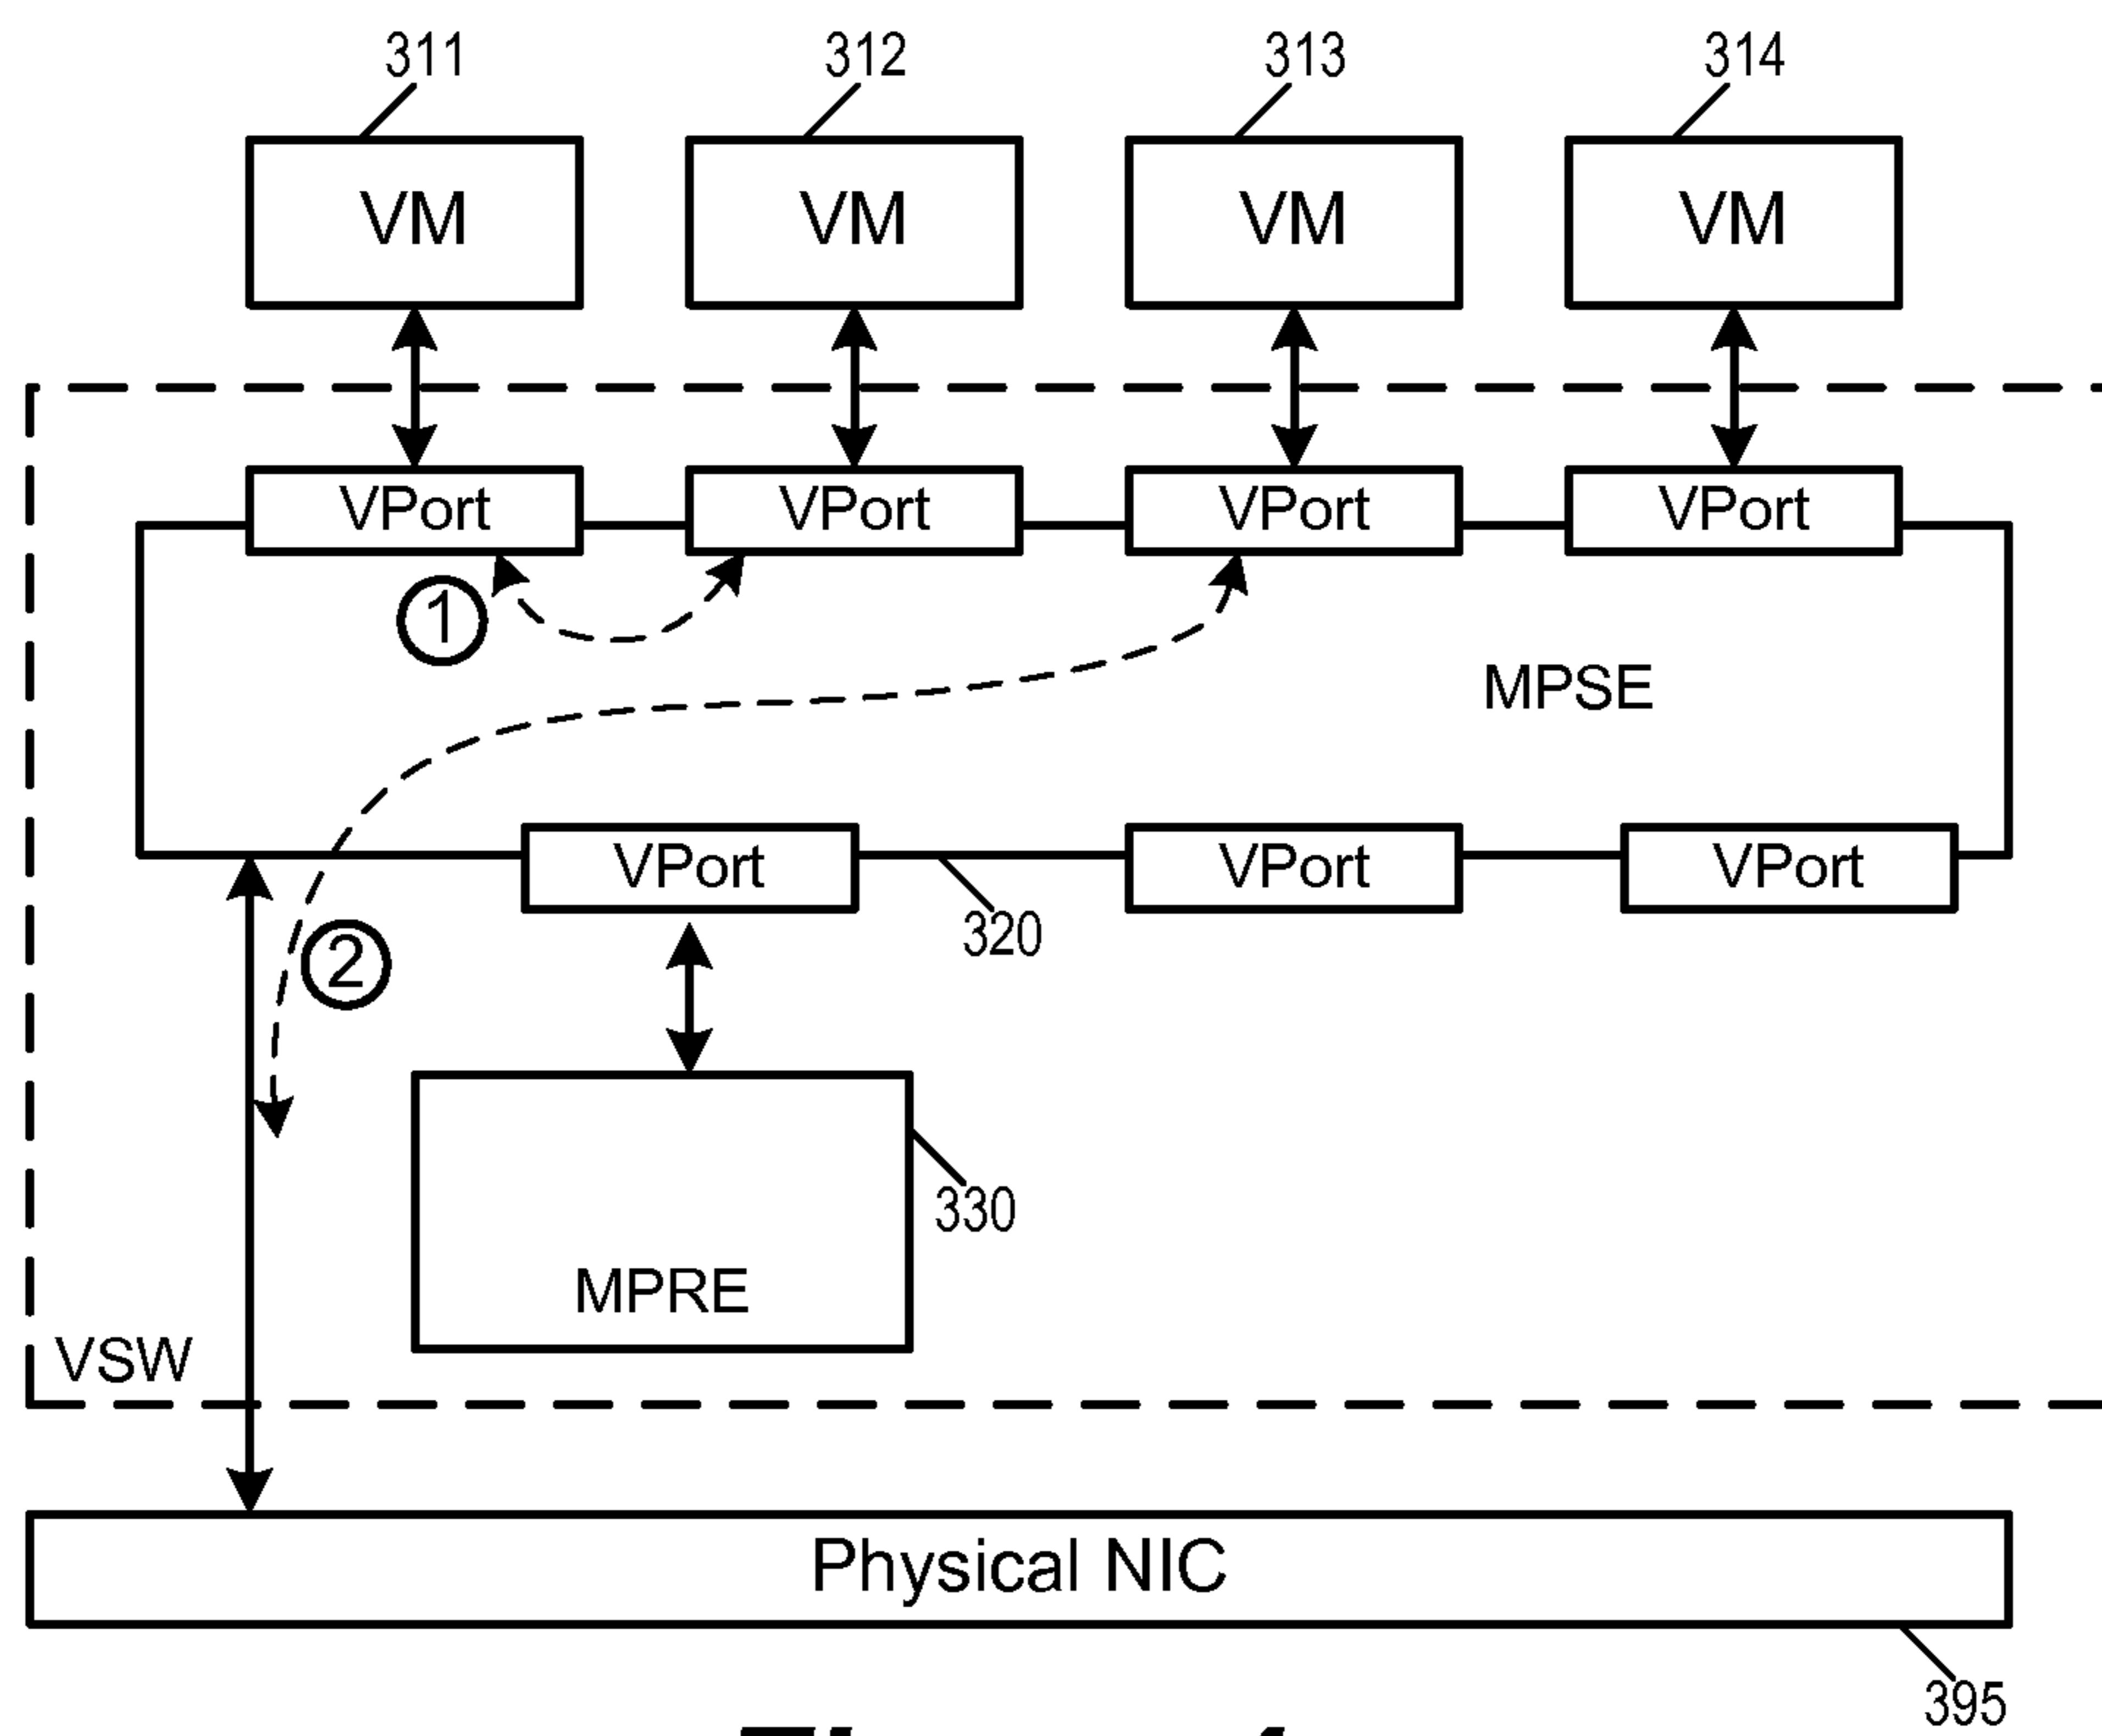 311 312 313 314
VM VM VM VM
VPort VPort VPort VPort
1
MPSE
VPort VPort VPort
320
2
330
MPRE
VSW
Physical NIC
395